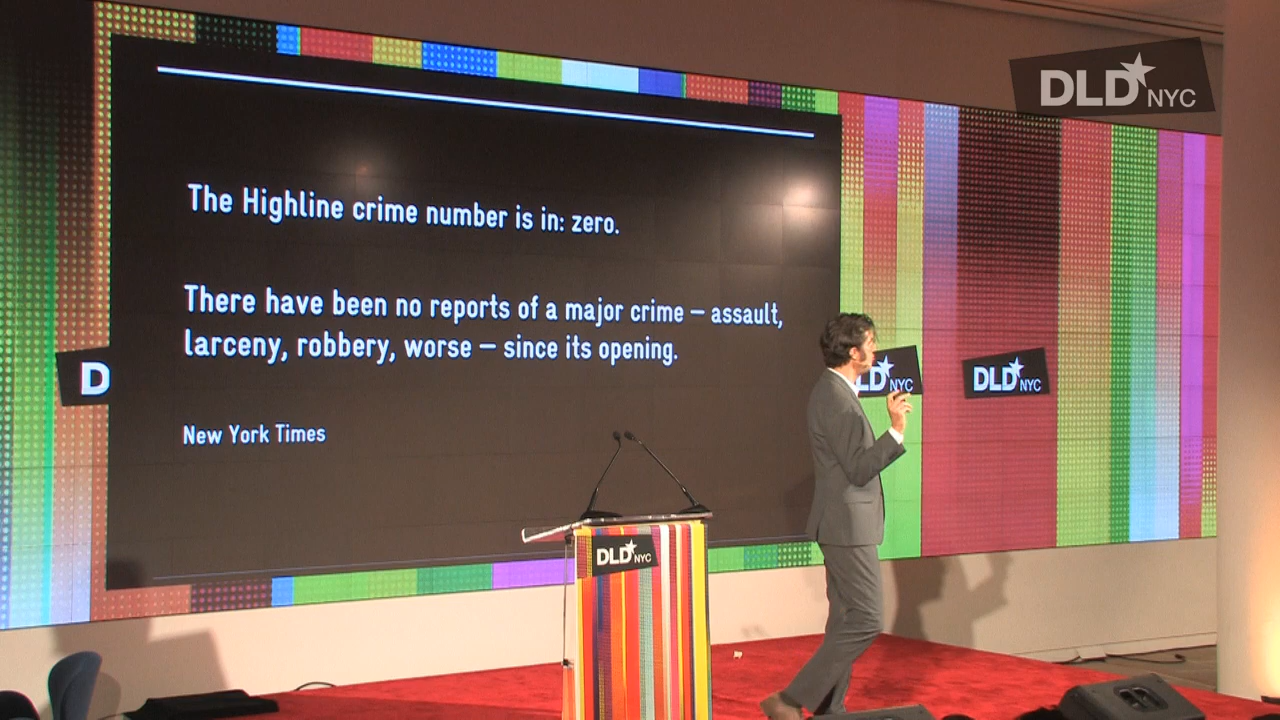 DLD NYC
The Highline crime number is in: zero.
There have been no reports of a major crime – assault,
larceny, robbery, worse – since its opening.
New York Times
D
LD NYC
DLD NYC
DLD NYC